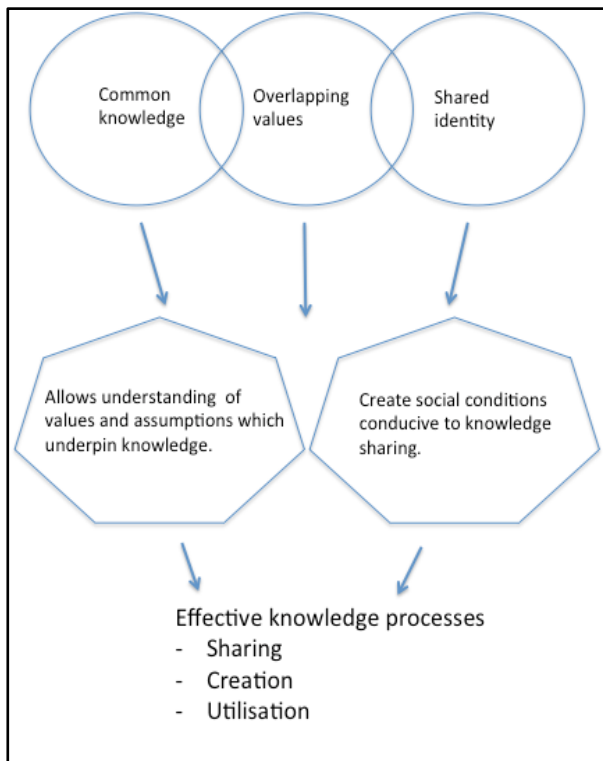 Common
knowledge
Overlapping
values
Shared
identity
Allows understanding of
values and assumptions which
underpin knowledge.
Create social conditions
conducive to knowledge
sharing.
Effective knowledge processes
- Sharing
- Creation
- Utilisation